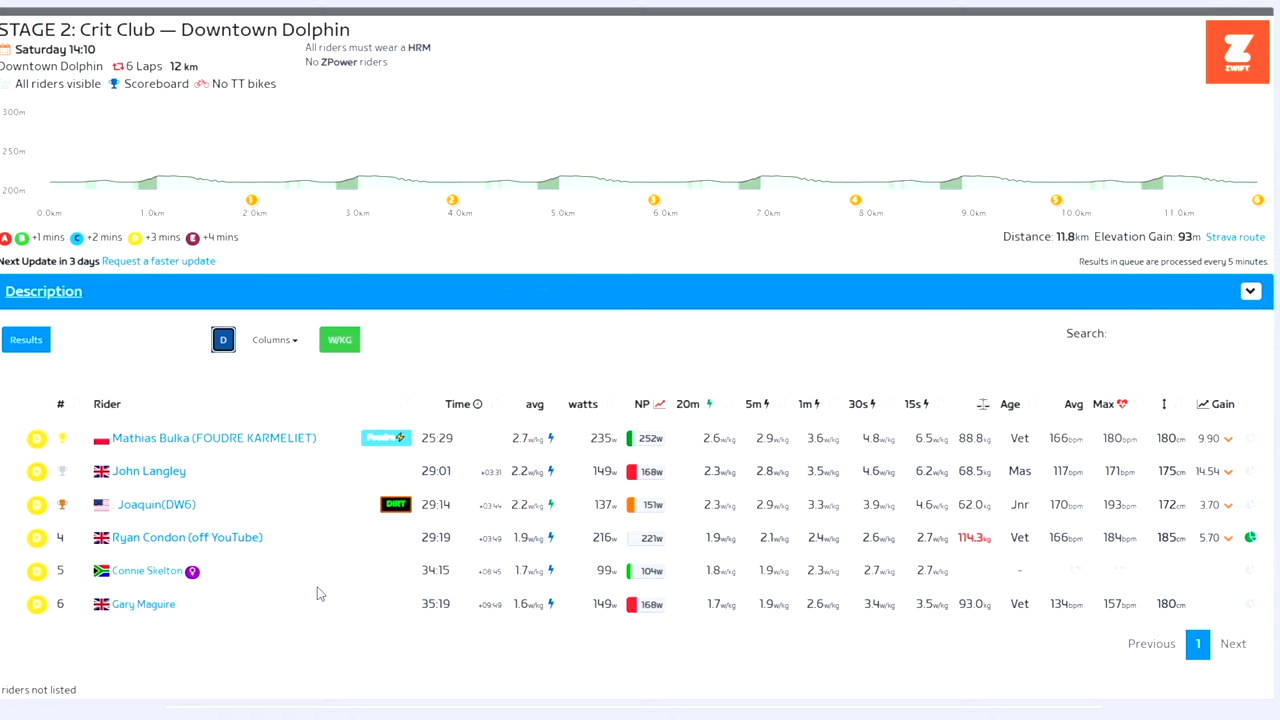 STAGE 2: Crit Club — Downtown Dolphin
Saturday 14:10
Downtown Dolphin 6 Laps 12 km
All riders visible Scoreboard No TT bikes
All riders must wear a HRM
No ZPower riders
ZWIFT
300m
250m
200m
1 2 3 4 5 6
0.0km 1.0km 2.0km 3.0km 4.0km 5.0km 6.0km 7.0km 8.0km 9.0km 10.0km 11.0km
A B +1 mins C +2 mins D +3 mins E +4 mins
Distance: 11.8km Elevation Gain: 93m Strava route
Next Update in 3 days Request a faster update
Results in queue are processed every 5 minutes.
Description
Results D Columns W/KG Search:
# Rider Time avg watts NP 20m 5m 1m 30s 15s Age Avg Max Gain
D Mathias Bulka (FOUDRE KARMELIET) Foudre 25:29 2.7w/kg 235w 252w 2.6w/kg 2.9w/kg 3.6w/kg 4.8w/kg 6.5w/kg 88.8kg Vet 166bpm 180bpm 180cm 9.90
D John Langley 29:01 +03:31 2.2w/kg 149w 168w 2.3w/kg 2.8w/kg 3.5w/kg 4.6w/kg 6.2w/kg 68.5kg Mas 117bpm 171bpm 175cm 14.54
D . Joaquin(DW6) DIRT 29:14 +03:44 2.2w/kg 137w 151w 2.3w/kg 2.9w/kg 3.3w/kg 3.9w/kg 4.6w/kg 62.0kg Jnr 170bpm 193bpm 172cm 3.70
D 4 Ryan Condon (off YouTube) 29:19 +03:49 1.9w/kg 216w 221w 1.9w/kg 2.1w/kg 2.4w/kg 2.6w/kg 2.7w/kg 114.3kg Vet 166bpm 184bpm 185cm 5.70
D 5 Connie Skelton 34:15 +08:45 1.7w/kg 99w 104w 1.8w/kg 1.9w/kg 2.3w/kg 2.7w/kg 2.7w/kg -
D 6 Gary Maguire 35:19 +09:49 1.6w/kg 149w 168w 1.7w/kg 1.9w/kg 2.6w/kg 3.4w/kg 3.5w/kg 93.0kg Vet 134bpm 157bpm 180cm
Previous 1 Next
riders not listed